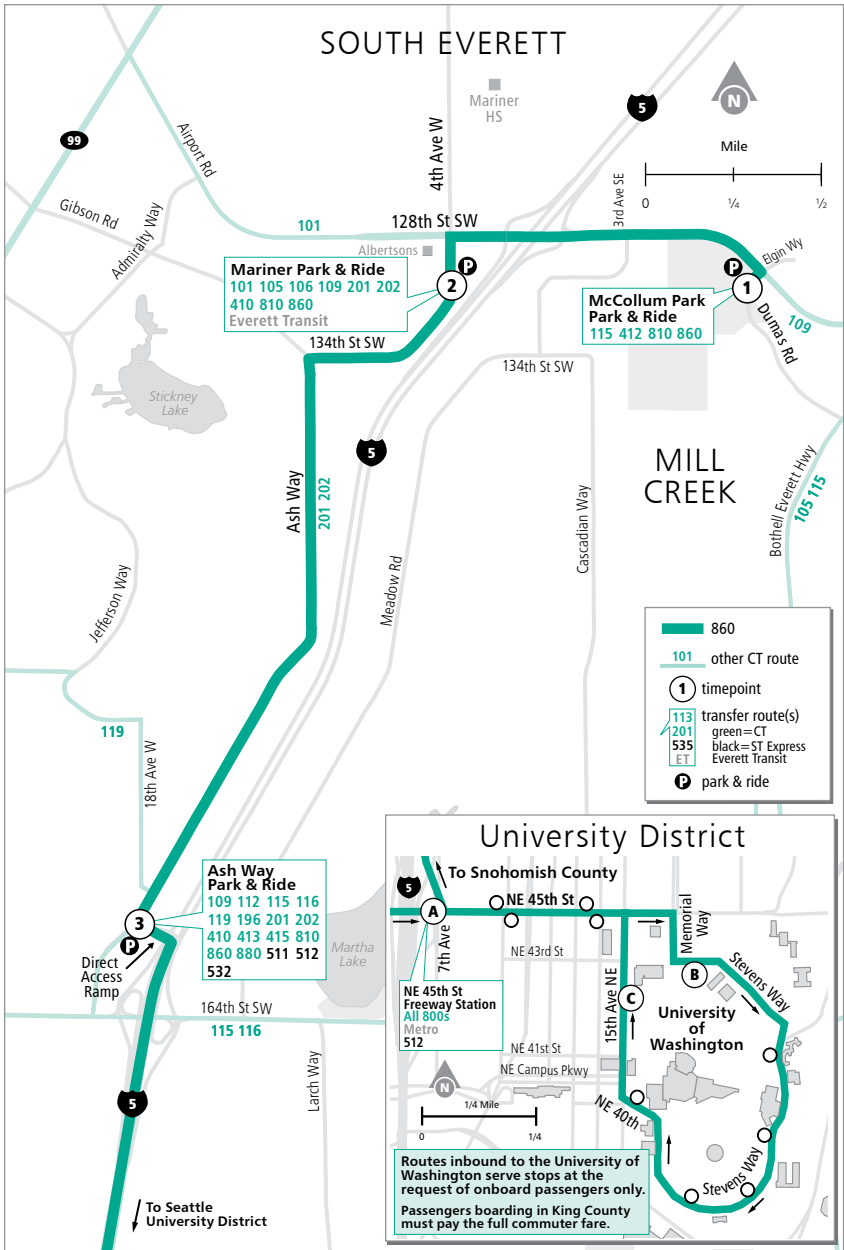 SOUTH EVERETT
Mariner
HS
5
N
99
Airport Rd
4th Ave W
Mile
0
1/4
1/2
3rd Ave SE
Gibson Rd
Admiralty Way
101
128th St SW
Albertsons
Elgin Wy
P
P
Mariner Park & Ride
101 105 106 109 201 202
410 810 860
Everett Transit
2
1
McCollum Park
Park & Ride
115 412 810 860
109
Dumas Rd
134th St SW
134th St SW
Stickney
Lake
5
MILL
CREEK
Ash Way
201 202
Cascadian Way
Bothell Everett Hwy
105 115
Meadow Rd
Jefferson Way
860
101
other CT route
1
timepoint
113
201
535
ET
transfer route(s)
green=CT
black=ST Express
Everett Transit
P
park & ride
119
18th Ave W
Ash Way
Park & Ride
109 112 115 116
119 196 201 202
410 413 415 810
860 880 511 512
532
3
P
Direct
Access
Ramp
Martha
Lake
164th St SW
115 116
Larch Way
5
To Seattle
University District
University District
To Snohomish County
5
A
NE 45th St
7th Ave
Memorial
Way
NE 43rd St
Stevens Way
B
NE 45th St
Freeway Station
All 800s
Metro
512
15th Ave NE
C
University
of
Washington
NE 41st St
NE Campus Pkwy
N
1/4 Mile
0
1/4
NE 40th
Stevens Way
Routes inbound to the University of
Washington serve stops at the
request of onboard passengers only.
Passengers boarding in King County
must pay the full commuter fare.